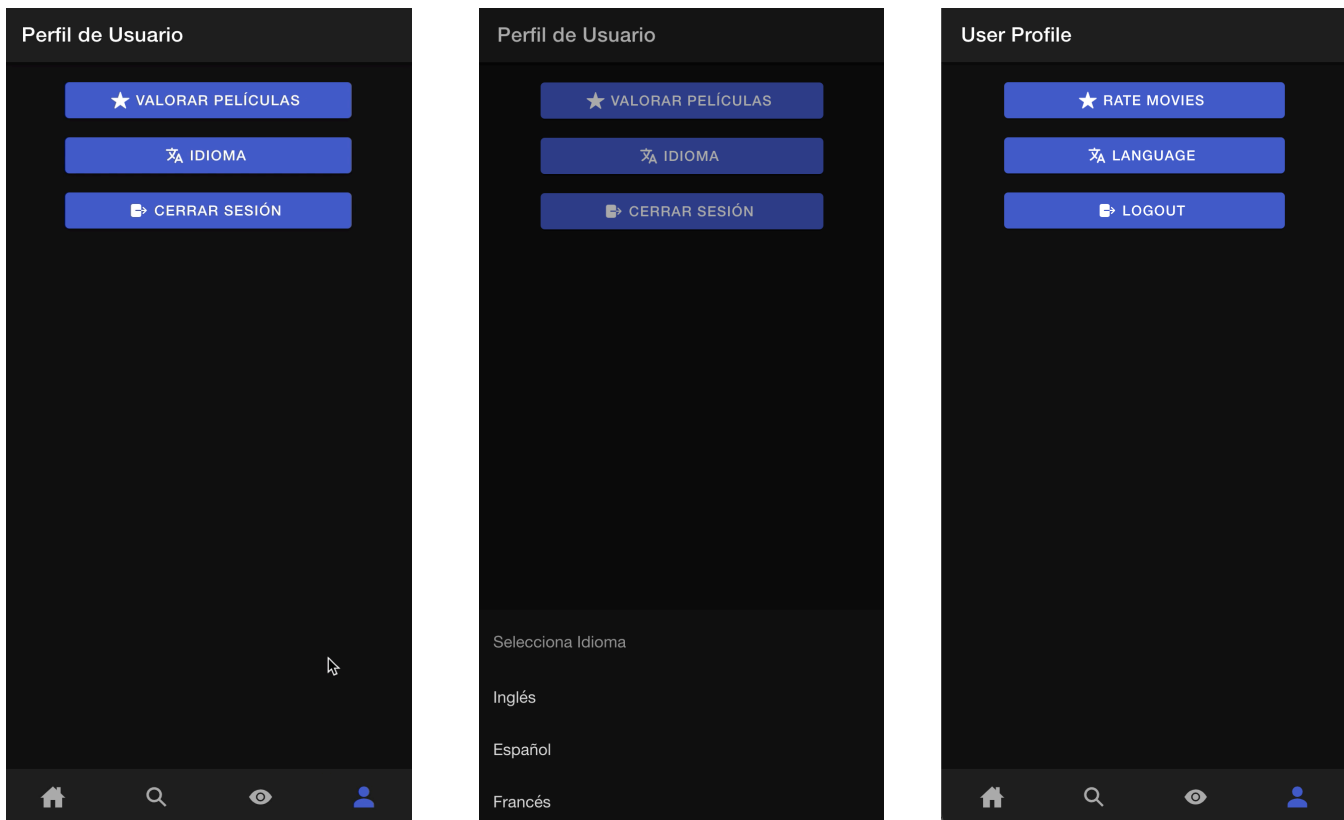 Perfil de Usuario
VALORAR PELÍCULAS
IDIOMA
CERRAR SESIÓN
Perfil de Usuario
VALORAR PELÍCULAS
IDIOMA
CERRAR SESIÓN
Selecciona Idioma
Inglés
Español
Francés
User Profile
RATE MOVIES
LANGUAGE
LOGOUT